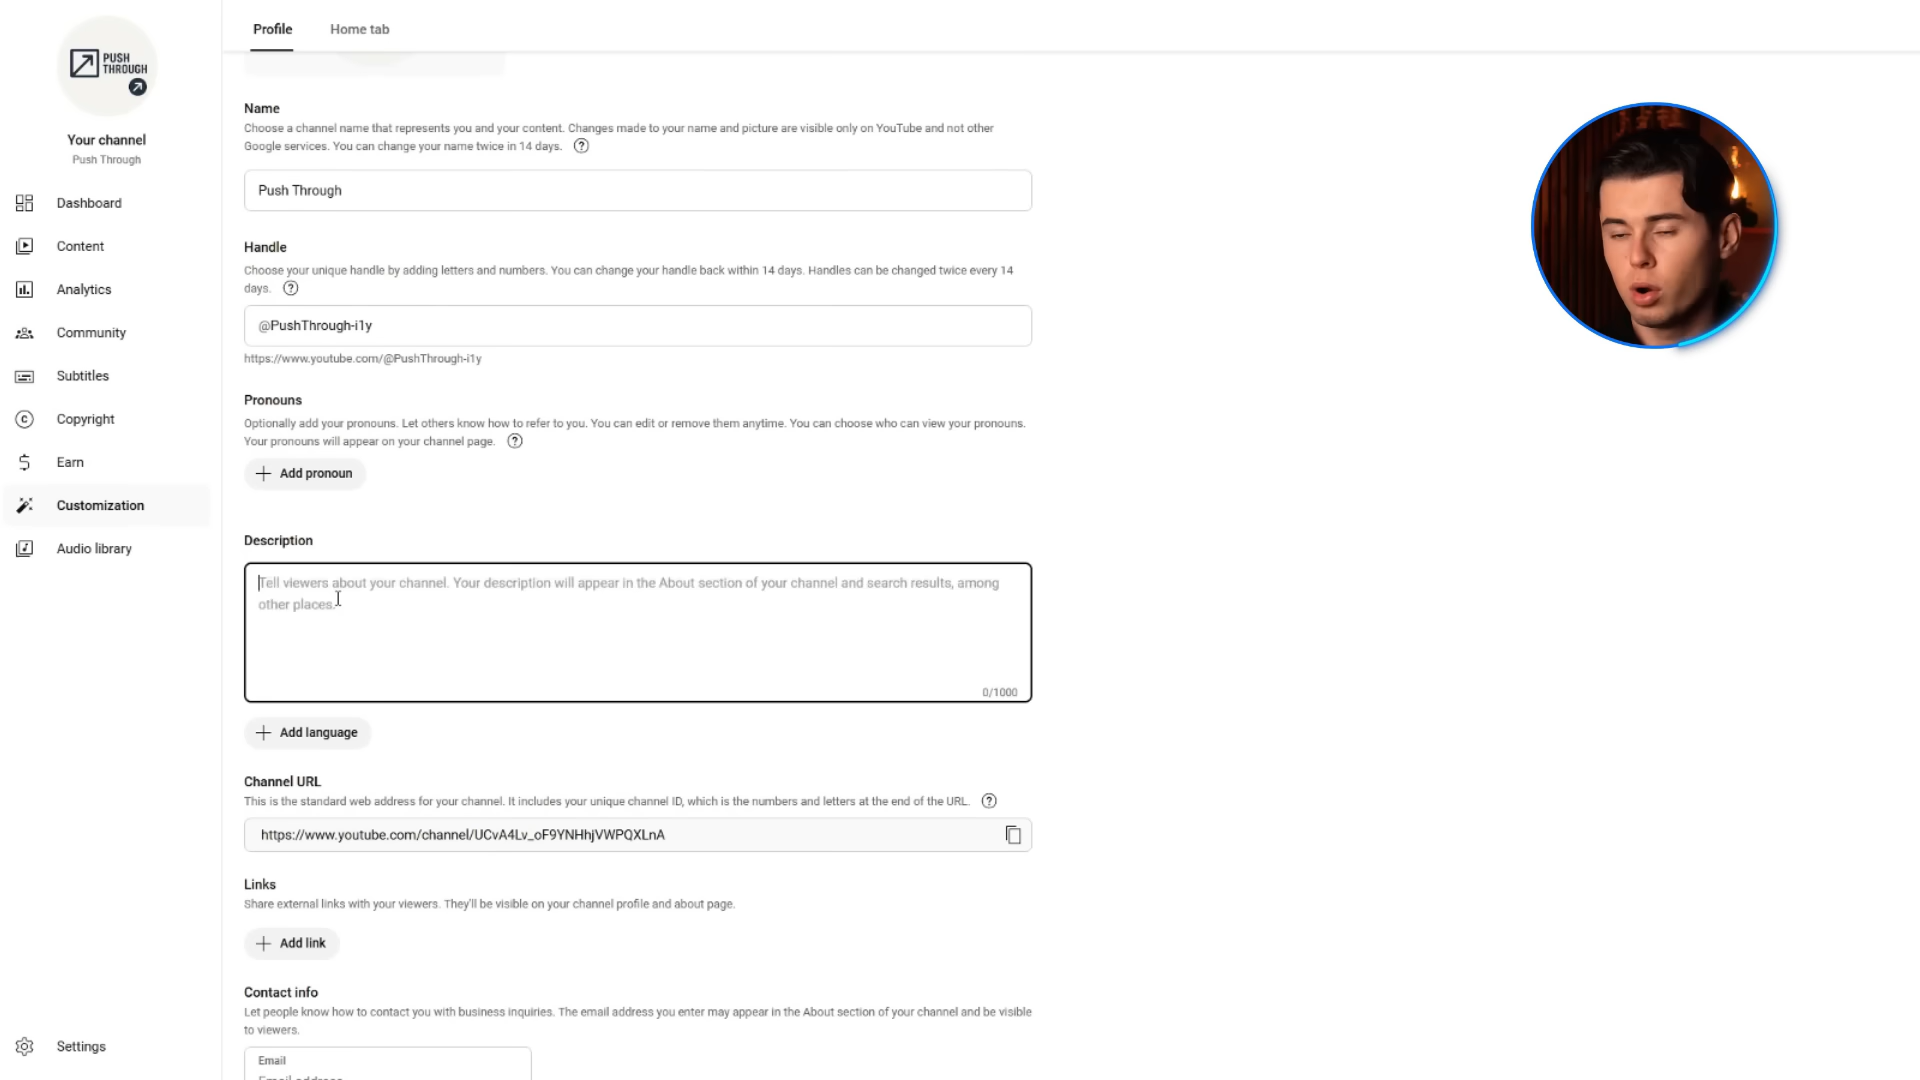 PUSH
THROUGH
Your channel
Push Through
Dashboard
Content
Analytics
Community
Subtitles
Copyright
Earn
Customization
Audio library
Settings
Profile
Home tab
Name
Choose a channel name that represents you and your content. Changes made to your name and picture are visible only on YouTube and not other
Google services. You can change your name twice in 14 days.
Push Through
Handle
Choose your unique handle by adding letters and numbers. You can change your handle back within 14 days. Handles can be changed twice every 14
days.
@PushThrough-i1y
https://www.youtube.com/@PushThrough-i1y
Pronouns
Optionally add your pronouns. Let others know how to refer to you. You can edit or remove them anytime. You can choose who can view your pronouns.
Your pronouns will appear on your channel page.
Add pronoun
Description
Tell viewers about your channel. Your description will appear in the About section of your channel and search results, among
other places.
0/1000
Add language
Channel URL
This is the standard web address for your channel. It includes your unique channel ID, which is the numbers and letters at the end of the URL.
https://www.youtube.com/channel/UCvA4Lv_oF9YNHhjVWPQXLnA
Links
Share external links with your viewers. They'll be visible on your channel profile and about page.
Add link
Contact info
Let people know how to contact you with business inquiries. The email address you enter may appear in the About section of your channel and be visible
to viewers.
Email
Email address